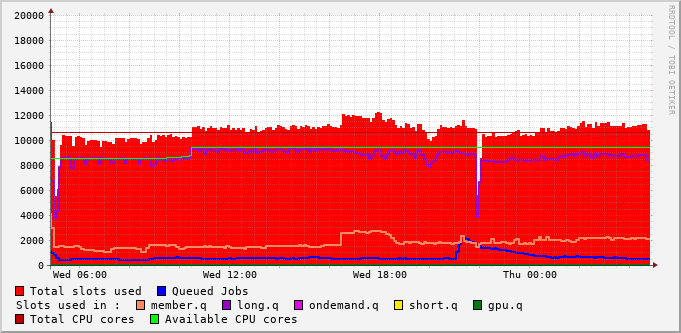 20000
18000
16000
14000
12000
10000
8000
6000
4000
2000
0
Wed 06:00 Wed 12:00 Wed 18:00 Thu 00:00
RRDTOOL / TOBI OETIKER
Total slots used Queued Jobs
Slots used in : member.q long.q ondemand.q short.q gpu.q
Total CPU cores Available CPU cores